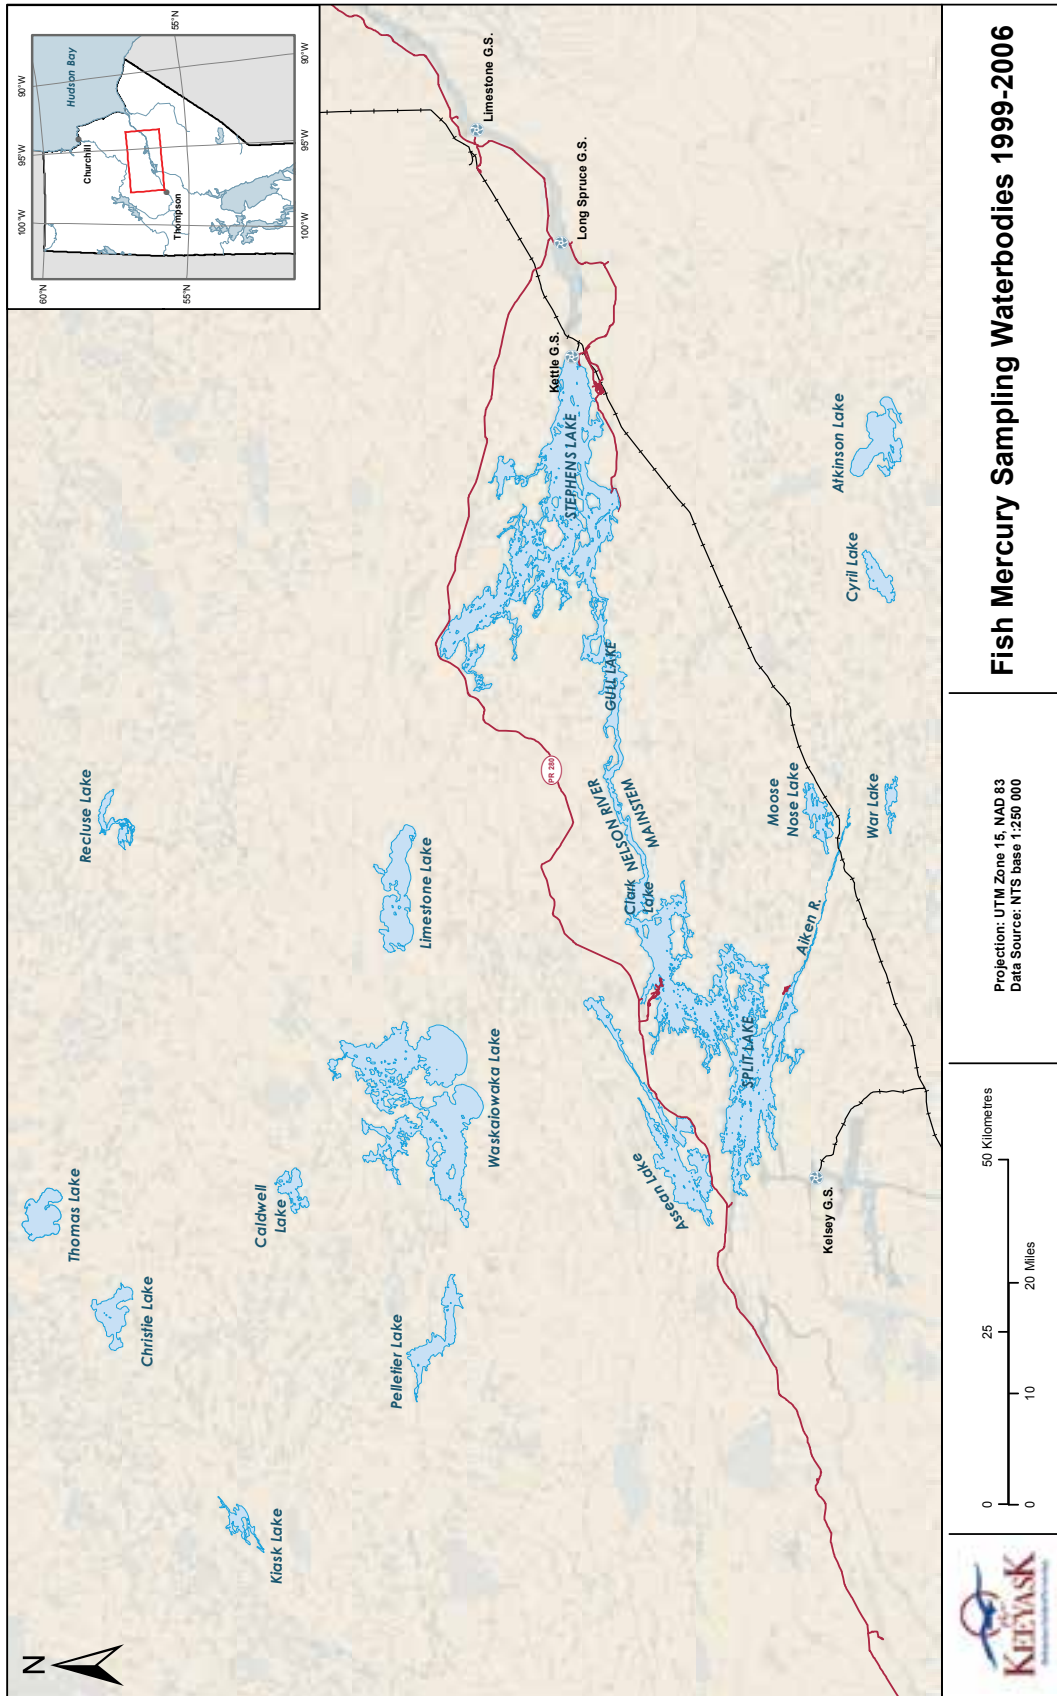 N
Kiask Lake
Christie Lake
Thomas Lake
Caldwell
Lake
Pelletier Lake
Waskaiowaka Lake
Recluse Lake
Limestone Lake
Assean Lake
SPLIT LAKE
Clark
Lake
NELSON RIVER
MAINSTEM
GULL LAKE
STEPHENS LAKE
PR 280
Aiken R.
Moose
Nose Lake
War Lake
Cyril Lake
Atkinson Lake
Kelsey G.S.
Kettle G.S.
Long Spruce G.S.
Limestone G.S.
Hudson Bay
Churchill
Thompson
60°N
55°N
55°N
100°W
95°W
90°W
100°W
95°W
90°W
KEEYASK
0 25 50 Kilometres
0 10 20 Miles
Projection: UTM Zone 15, NAD 83
Data Source: NTS base 1:250 000
Fish Mercury Sampling Waterbodies 1999-2006